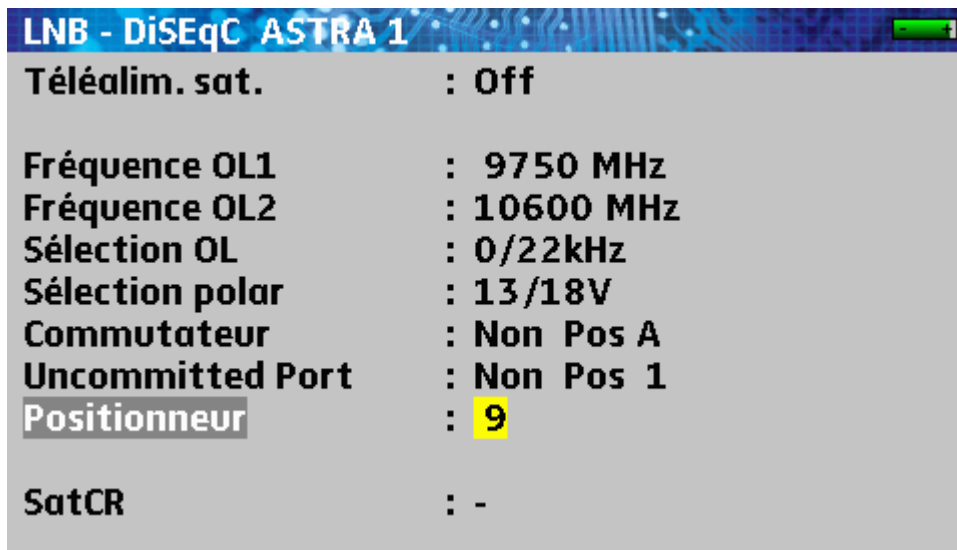 LNB - DiSEqC ASTRA 1
Téléalim. sat. : Off
Fréquence OL1 : 9750 MHz
Fréquence OL2 : 10600 MHz
Sélection OL : 0/22kHz
Sélection polar : 13/18V
Commutateur : Non Pos A
Uncommitted Port : Non Pos 1
Positionneur : 9
SatCR : -